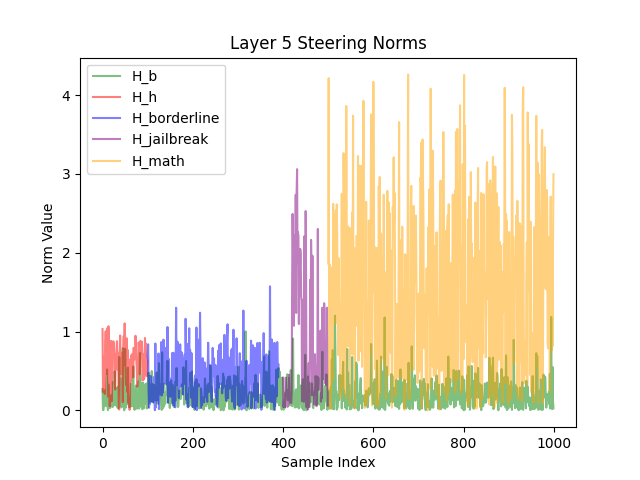 Layer 5 Steering Norms
H_b
H_h
H_borderline
H_jailbreak
H_math
Norm Value
4
3
2
1
0
0
200
400
600
800
1000
Sample Index